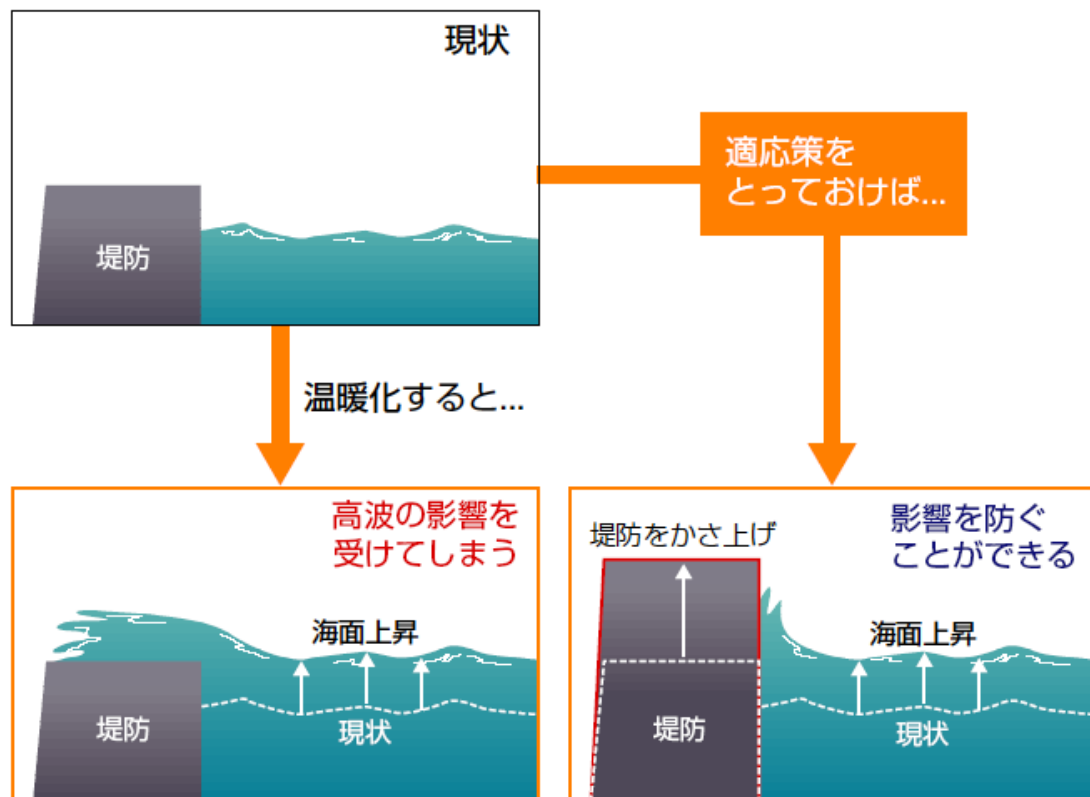 現状
堤防
適応策を
とっておけば...
温暖化すると...
高波の影響を
受けてしまう
海面上昇
現状
堤防
堤防をかさ上げ
影響を防ぐ
ことができる
海面上昇
現状
堤防